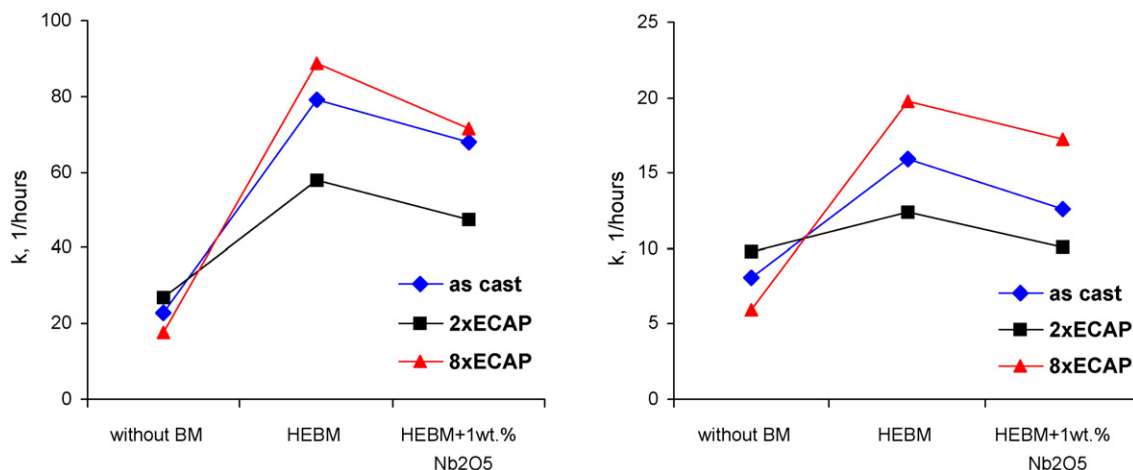 k, 1/hours
100
80
60
40
20
0
as cast
2xECAP
8xECAP
without BM
HEBM
HEBM+1wt.%
Nb2O5
k, 1/hours
25
20
15
10
5
0
as cast
2xECAP
8xECAP
without BM
HEBM
HEBM+1wt.%
Nb2O5